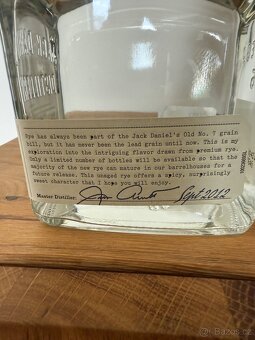 Rye has always been part of the Jack Daniel's Old No. 7 grain
bill, but it has never been the lead grain until now. This is my
exploration into the intriguing flavor drawn from premium rye.
Only a limited number of bottles will be available so that the
majority of the new rye can mature in our barrelhouses for a
future release. This unaged rye offers a spicy, surprisingly
sweet character that I hope you will enjoy.
Master Distiller: Sept 2012